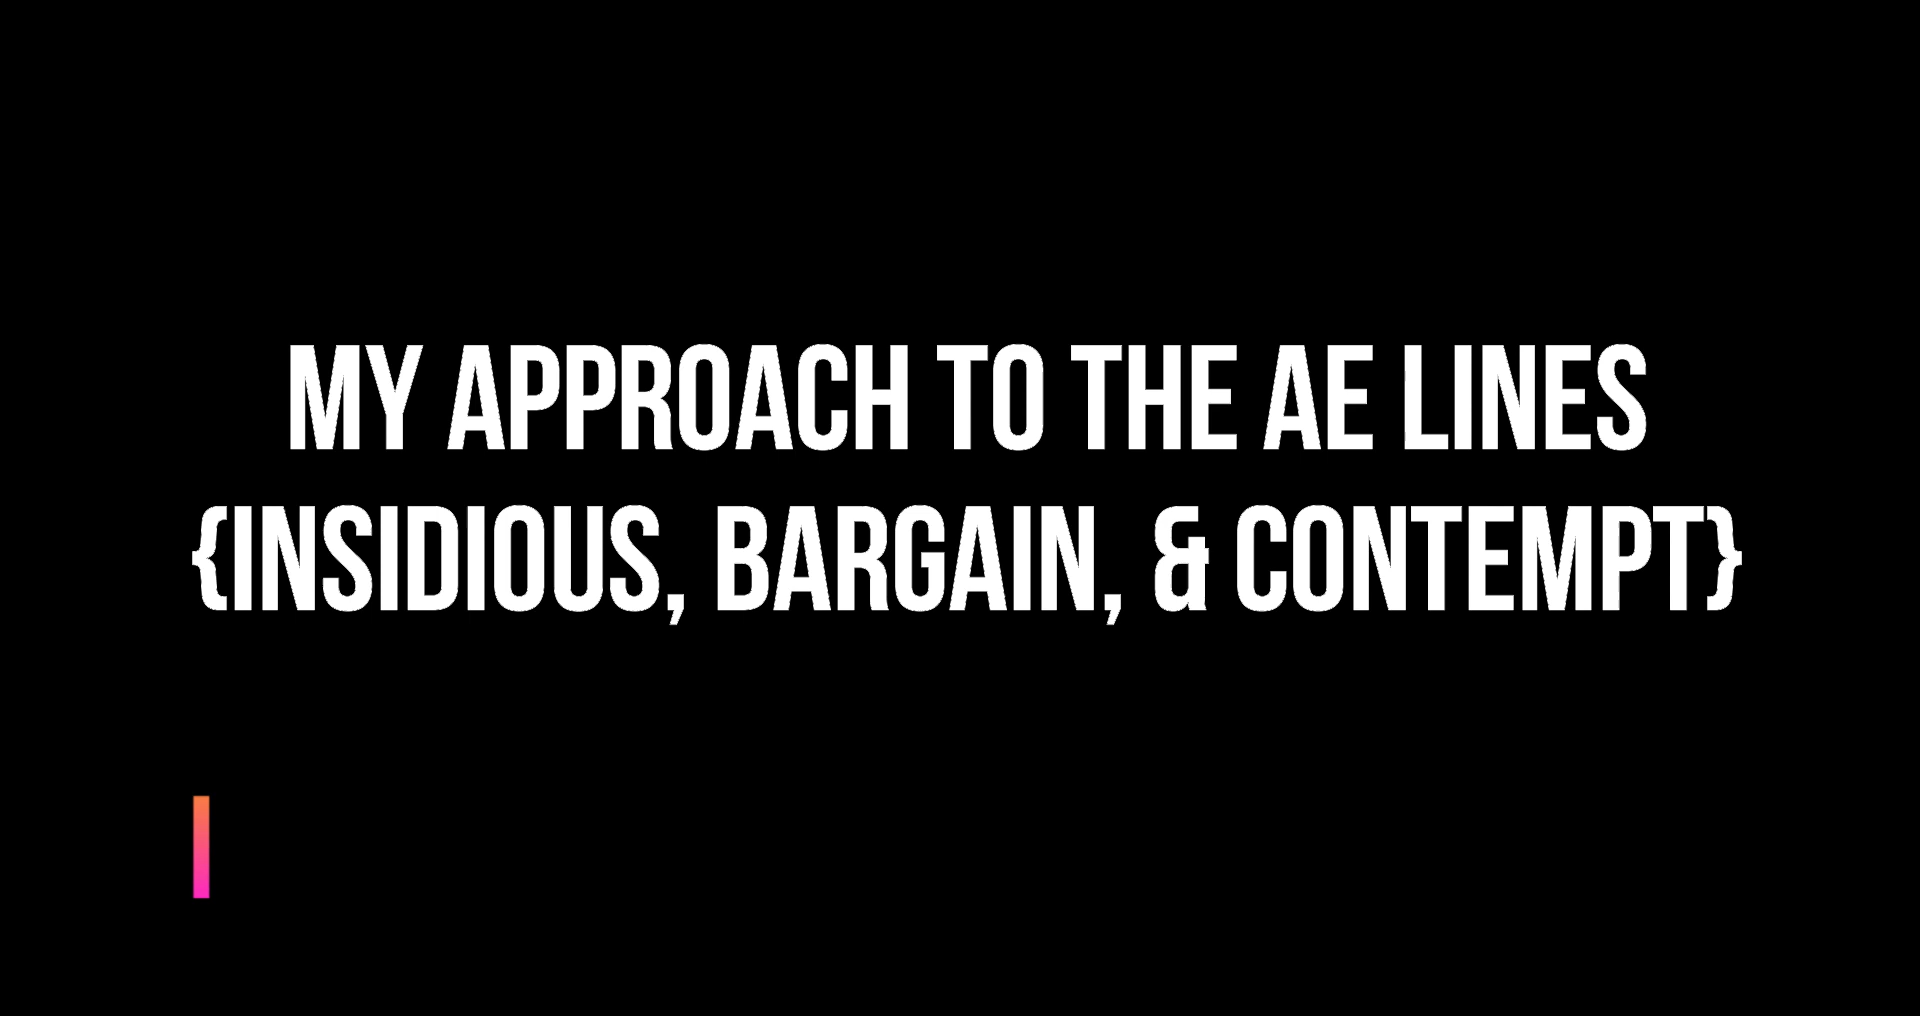 MY APPROACH TO THE AE LINES
{INSIDIOUS, BARGAIN, & CONTEMPT}